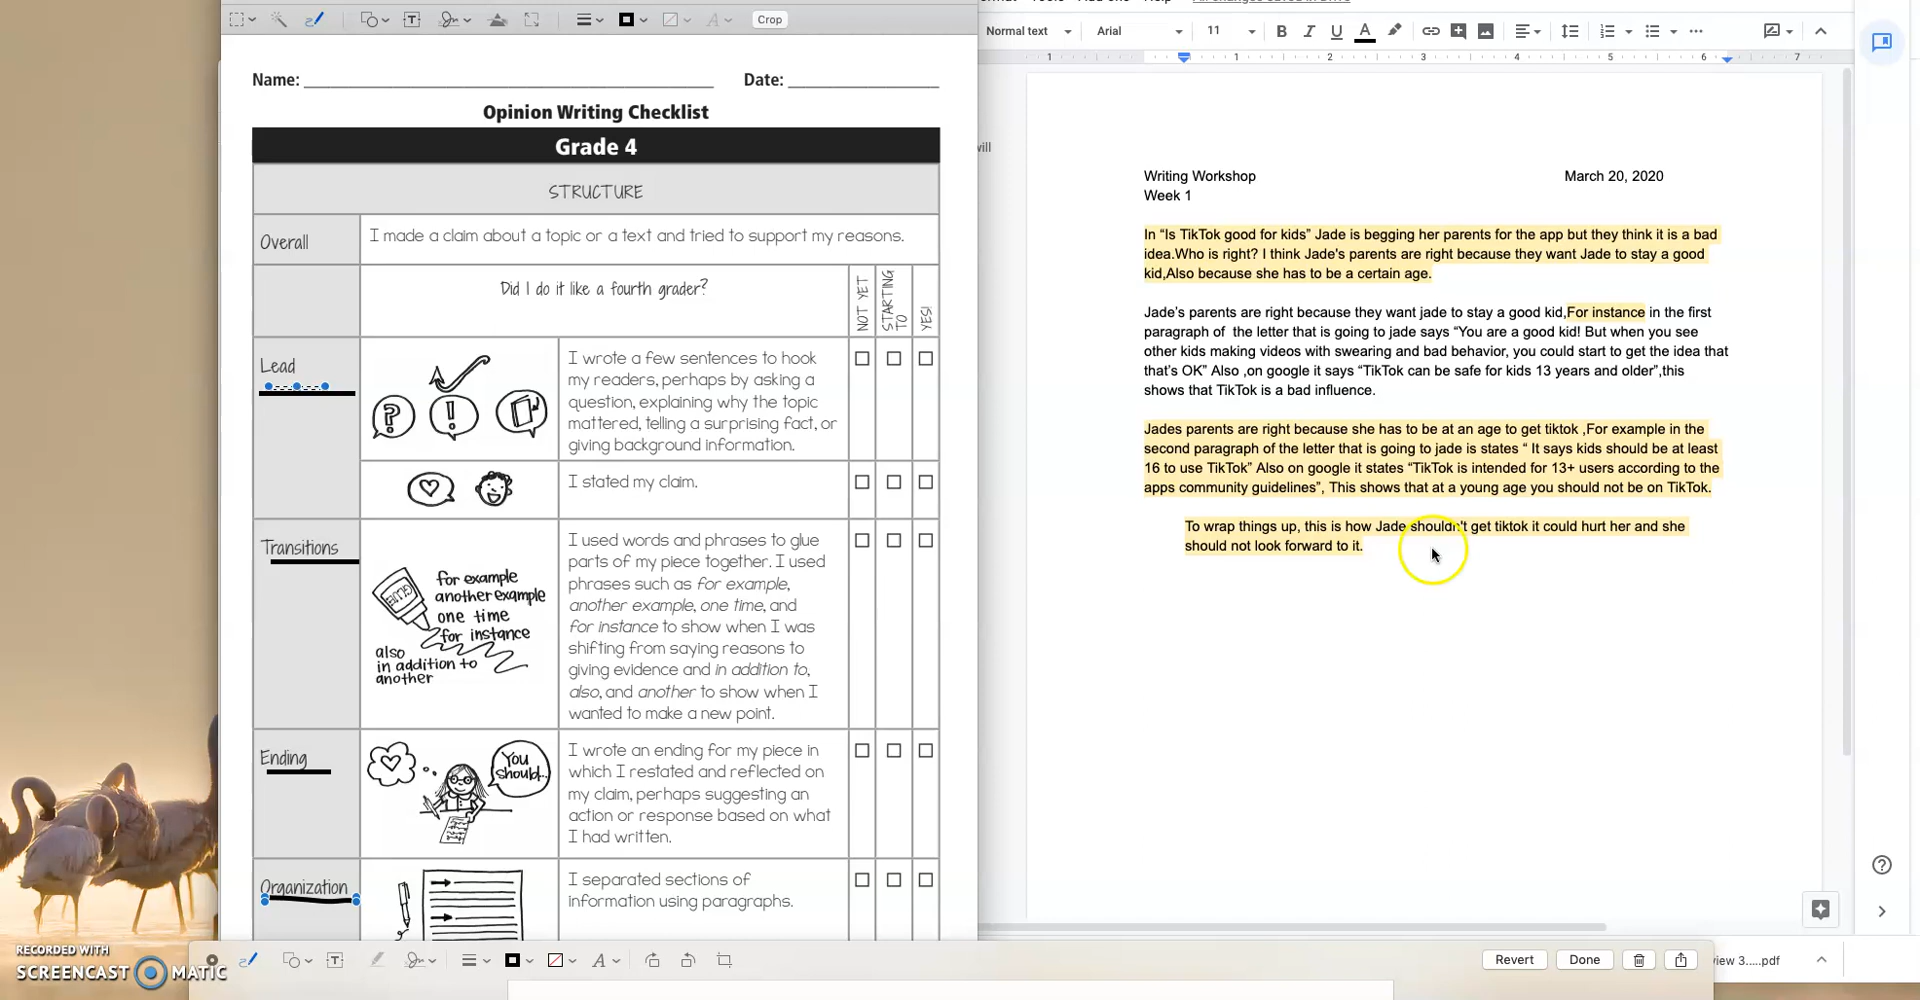 Crop
Normal text
Arial
11
1 1 2 3 4 5 6 7
Name: Date:
Opinion Writing Checklist
Grade 4
STRUCTURE
Overall
I made a claim about a topic or a text and tried to support my reasons.
Did I do it like a fourth grader?
NOT YET
STARTING TO
YES!
Lead
I wrote a few sentences to hook
my readers, perhaps by asking a
question, explaining why the topic
mattered, telling a surprising fact, or
giving background information.
I stated my claim.
Transitions
GLUE
for example
another example
one time
for instance
also
in addition to
another
I used words and phrases to glue
parts of my piece together. I used
phrases such as for example,
another example, one time, and
for instance to show when I was
shifting from saying reasons to
giving evidence and in addition to,
also, and another to show when I
wanted to make a new point.
Ending
You
should...
I wrote an ending for my piece in
which I restated and reflected on
my claim, perhaps suggesting an
action or response based on what
I had written.
Organization
I separated sections of
information using paragraphs.
will
Writing Workshop March 20, 2020
Week 1
In “Is TikTok good for kids” Jade is begging her parents for the app but they think it is a bad
idea.Who is right? I think Jade's parents are right because they want Jade to stay a good
kid,Also because she has to be a certain age.
Jade’s parents are right because they want jade to stay a good kid,For instance in the first
paragraph of the letter that is going to jade says “You are a good kid! But when you see
other kids making videos with swearing and bad behavior, you could start to get the idea that
that’s OK” Also ,on google it says “TikTok can be safe for kids 13 years and older”,this
shows that TikTok is a bad influence.
Jades parents are right because she has to be at an age to get tiktok ,For example in the
second paragraph of the letter that is going to jade is states “ It says kids should be at least
16 to use TikTok” Also on google it states “TikTok is intended for 13+ users according to the
apps community guidelines”, This shows that at a young age you should not be on TikTok.
To wrap things up, this is how Jade shouldn't get tiktok it could hurt her and she
should not look forward to it.
RECORDED WITH
SCREENCAST MATIC
Revert
Done
view 3.....pdf